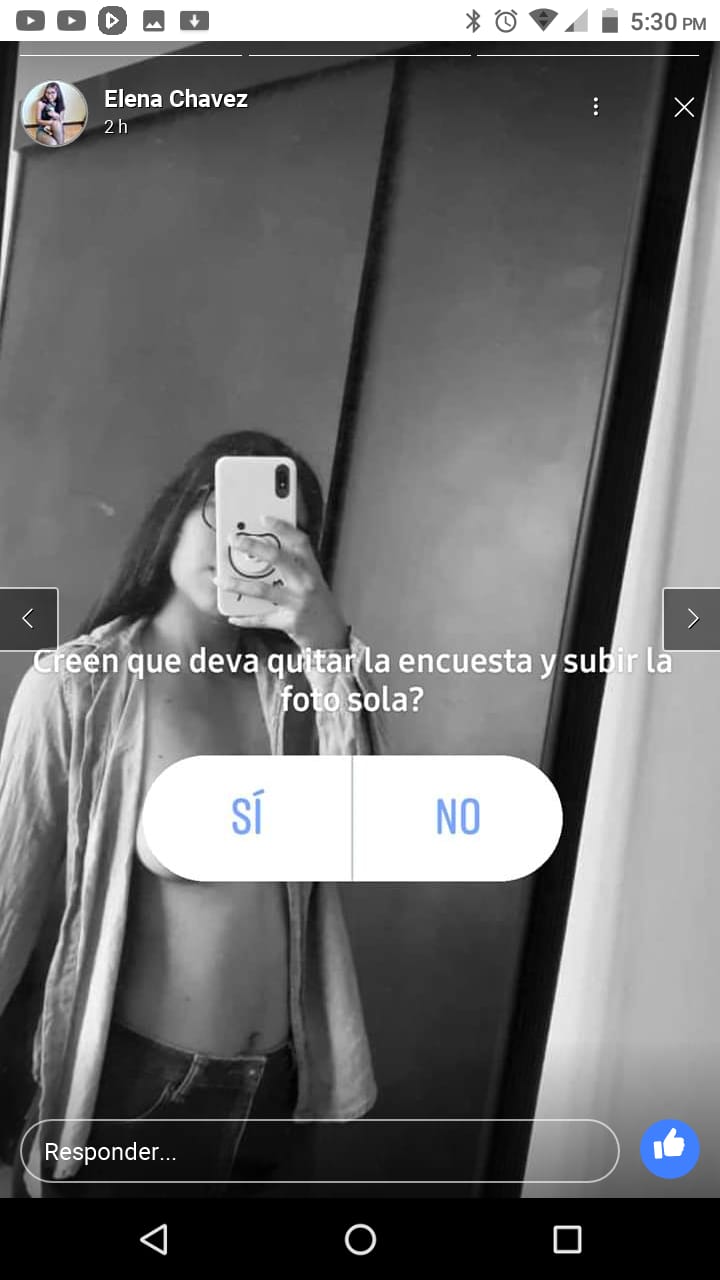 5:30 PM
Elena Chavez
2 h
Creen que deva quitar la encuesta y subir la
foto sola?
SÍ
NO
Responder...